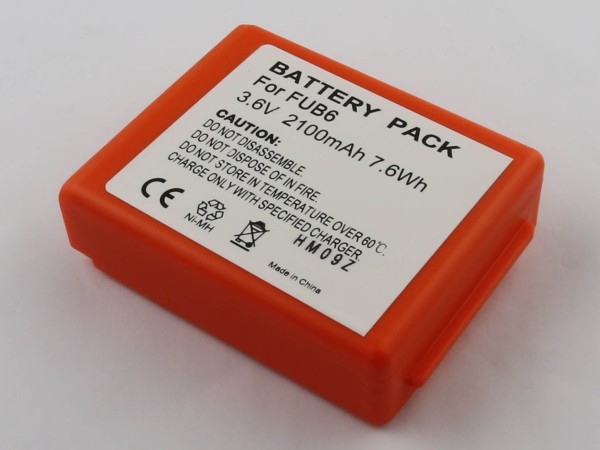 BATTERY PACK
For FUB6
3.6V 2100mAh 7.6Wh
CAUTION:
DO NOT DISASSEMBLE.
DO NOT DISPOSE OF IN FIRE.
DO NOT STORE IN TEMPERATURE OVER 60℃.
CHARGE ONLY WITH SPECIFIED CHARGER.
CE
Ni-MH
HM09Z
Made in China